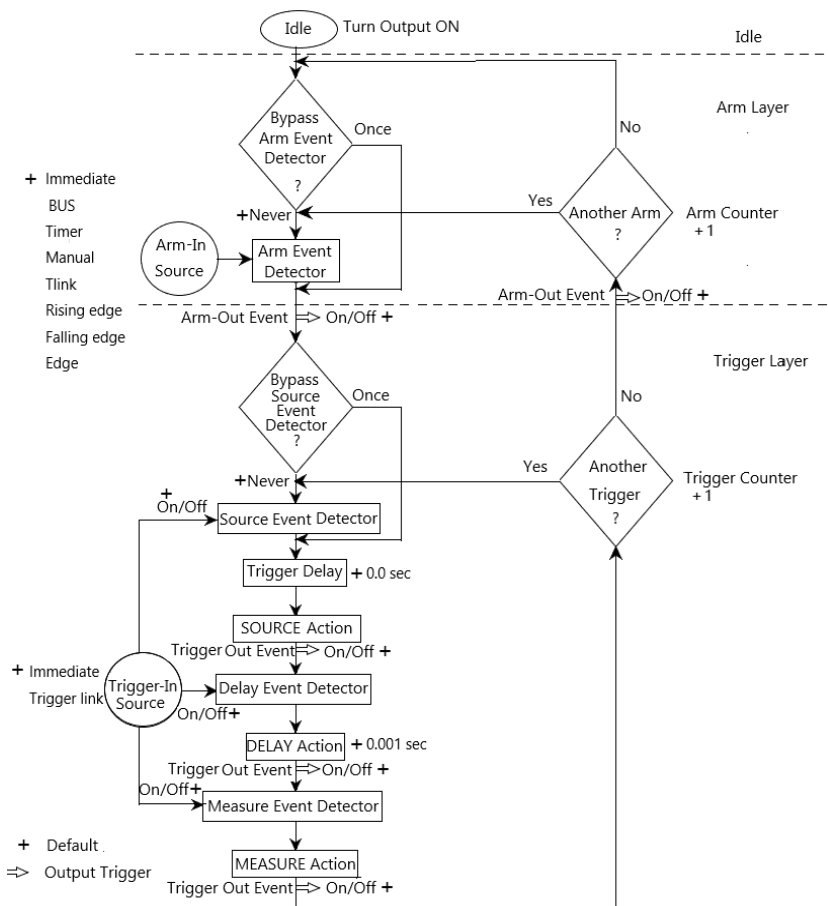 Idle
Turn Output ON
Idle
Bypass
Arm Event
Detector
?
Once
No
Arm Layer
+ Immediate
BUS
Timer
Manual
Tlink
Rising edge
Falling edge
Edge
+Never
Yes
Another Arm
?
Arm Counter
+1
Arm-In
Source
Arm Event
Detector
Arm-Out Event
On/Off +
Arm-Out Event
On/Off +
Trigger Layer
Bypass
Source
Event
Detector
?
Once
No
+Never
Yes
Another
Trigger
?
Trigger Counter
+1
+
On/Off
Source Event Detector
Trigger Delay
+ 0.0 sec
SOURCE Action
Trigger Out Event
On/Off +
+ Immediate
Trigger link
Trigger-In
Source
On/Off+
Delay Event Detector
DELAY Action
+ 0.001 sec
Trigger Out Event
On/Off +
On/Off+
Measure Event Detector
+ Default
Output Trigger
MEASURE Action
Trigger Out Event
On/Off +